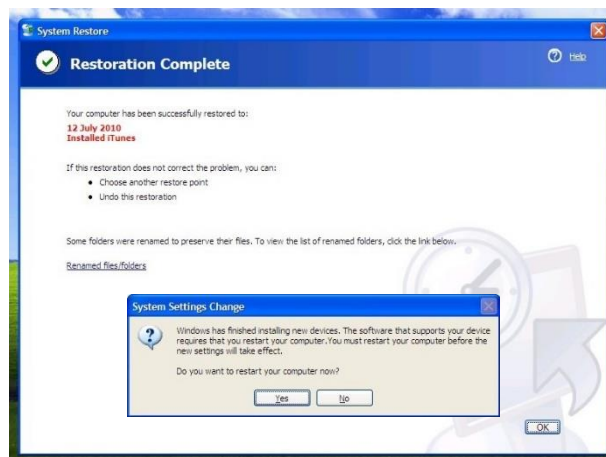 System Restore
Restoration Complete
Help
Your computer has been successfully restored to:
12 July 2010
Installed iTunes
If this restoration does not correct the problem, you can:
Choose another restore point
Undo this restoration
Some folders were renamed to preserve their files. To view the list of renamed folders, click the link below.
Renamed files/folders
System Settings Change
Windows has finished installing new devices. The software that supports your device
requires that you restart your computer.You must restart your computer before the
new settings will take effect.
Do you want to restart your computer now?
Yes
No
OK